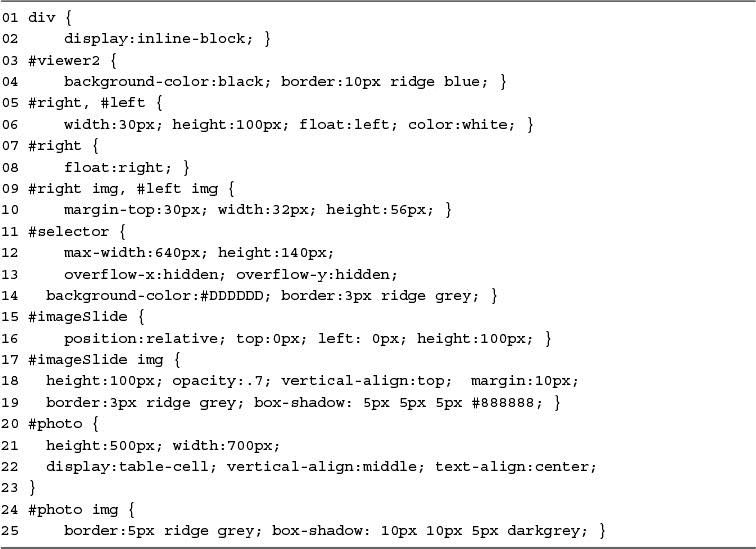 01 div {
02     display:inline-block; }
03 #viewer2 {
04     background-color:black; border:10px ridge blue; }
05 #right, #left {
06     width:30px; height:100px; float:left; color:white; }
07 #right {
08     float:right; }
09 #right img, #left img {
10     margin-top:30px; width:32px; height:56px; }
11 #selector {
12     max-width:640px; height:140px;
13     overflow-x:hidden; overflow-y:hidden;
14   background-color:#DDDDDD; border:3px ridge grey; }
15 #imageSlide {
16     position:relative; top:0px; left: 0px; height:100px; }
17 #imageSlide img {
18   height:100px; opacity:.7; vertical-align:top;  margin:10px;
19   border:3px ridge grey; box-shadow: 5px 5px 5px #888888; }
20 #photo {
21   height:500px; width:700px;
22   display:table-cell; vertical-align:middle; text-align:center;
23 }
24 #photo img {
25     border:5px ridge grey; box-shadow: 10px 10px 5px darkgrey; }